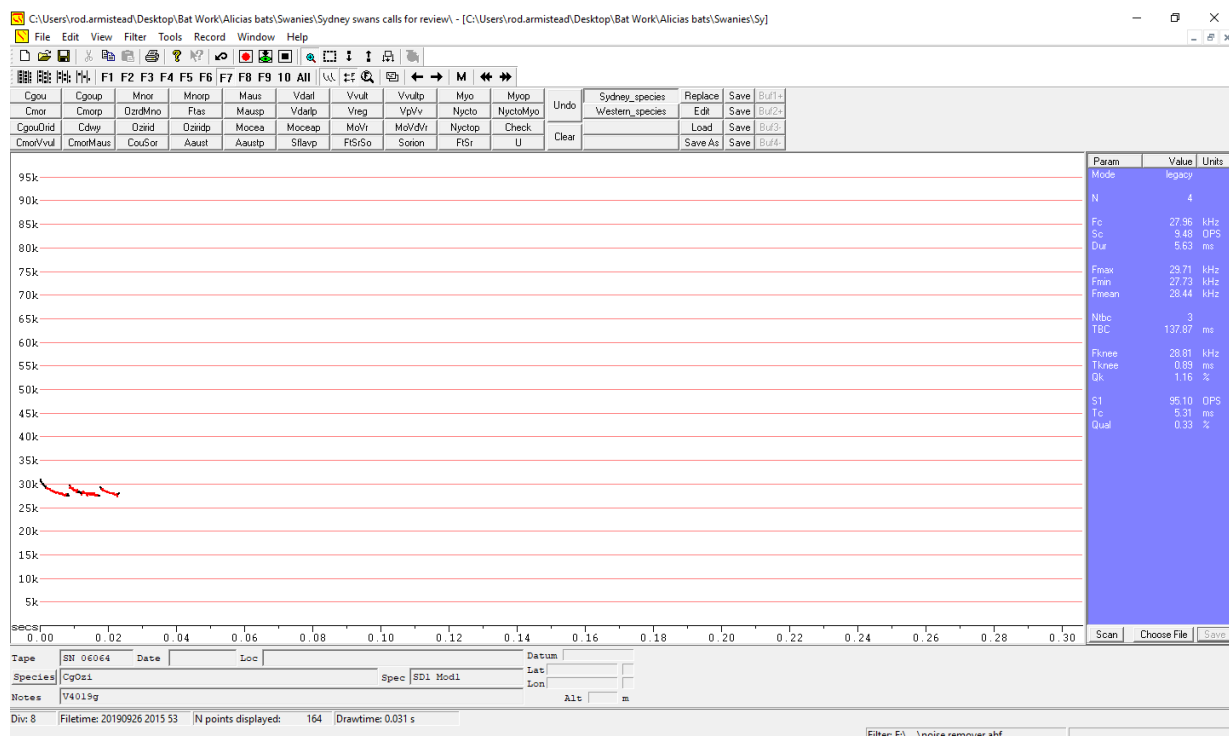 C:\Users\rod.armistead\Desktop\Bat Work\Alicias bats\Swanies\Sydney swans calls for review\ - [C:\Users\rod.armistead\Desktop\Bat Work\Alicias bats\Swanies\Sy]
File Edit View Filter Tools Record Window Help
F1 F2 F3 F4 F5 F6 F7 F8 F9 10 All M
Cgou Cgoup Mnor Mnorp Maus Vdarl Vvult Vvultp Myo Myop Undo Sydney_species Replace Save Buf1+
Cmor Cmorp OzrdMno Ftas Mausp Vdarlp Vreg VpVv Nycto NyctoMyo Western_species Edit Save Buf2+
CgouOrid Cdwy Ozirid Oziridp Mocea Moceap MoVr MoVdVr Nyctop Check Clear Load Save Buf3-
CmorVvul CmorMaus CouSor Aaust Aaustp Sflavp FtSrSo Sorion FtSr U Save As Save Buf4-
Param Value Units
Mode legacy
N 4
Fc 27.96 kHz
Sc 9.48 OPS
Dur 5.63 ms
Fmax 29.71 kHz
Fmin 27.73 kHz
Fmean 28.44 kHz
Ntbc 3
TBC 137.87 ms
Fknee 28.81 kHz
Tknee 0.89 ms
Qk 1.16 %
S1 95.10 OPS
Tc 5.31 ms
Qual 0.33 %
95k
90k
85k
80k
75k
70k
65k
60k
55k
50k
45k
40k
35k
30k
25k
20k
15k
10k
5k
secs
0.00 0.02 0.04 0.06 0.08 0.10 0.12 0.14 0.16 0.18 0.20 0.22 0.24 0.26 0.28 0.30
Scan Choose File Save
Tape SN 06064 Date Loc Datum
Species CgOzi Spec SD1 Mod1 Lat
Lon
Notes V4019g Alt m
Div: 8 Filetime: 20190926 2015 53 N points displayed: 164 Drawtime: 0.031 s
Filter: F:\...\noise remover.abf